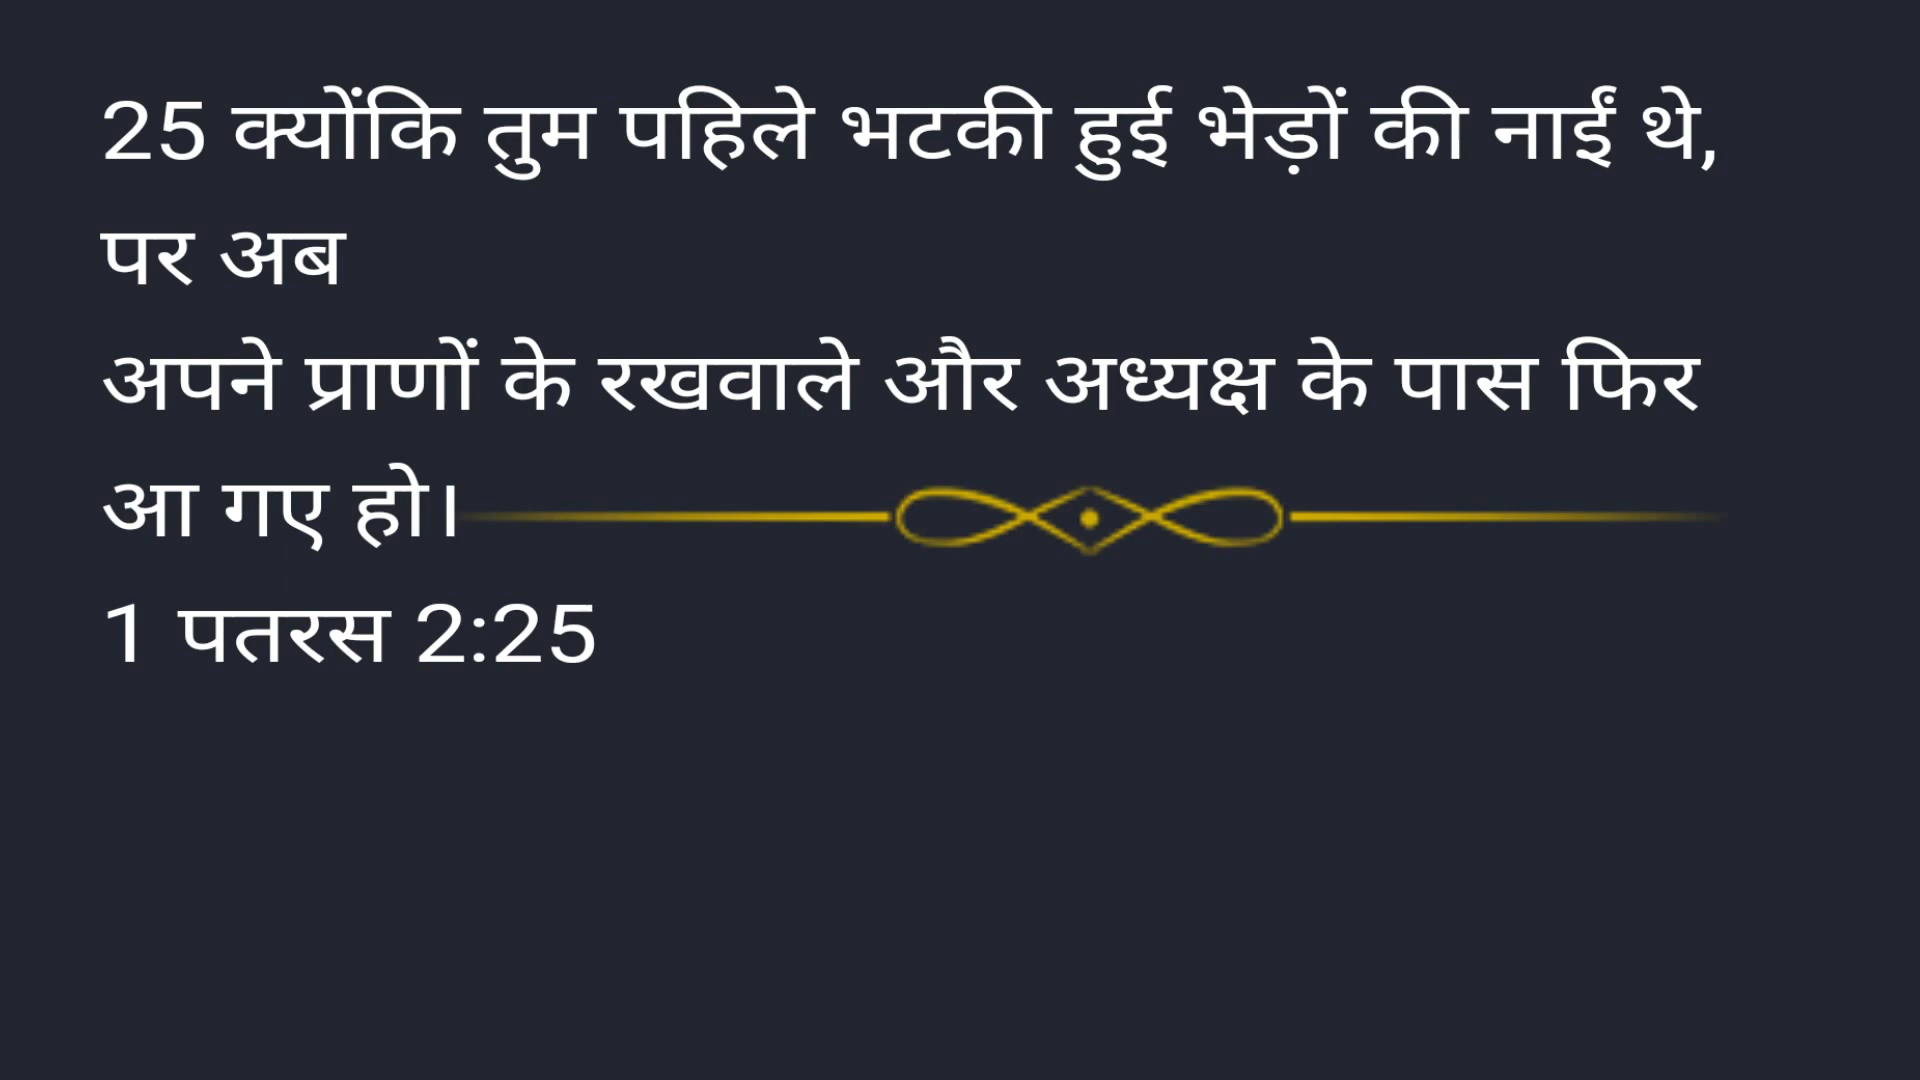 25 क्योंकि तुम पहिले भटकी हुई भेड़ों की नाईं थे,
पर अब
अपने प्राणों के रखवाले और अध्यक्ष के पास फिर
आ गए हो।
1 पतरस 2:25